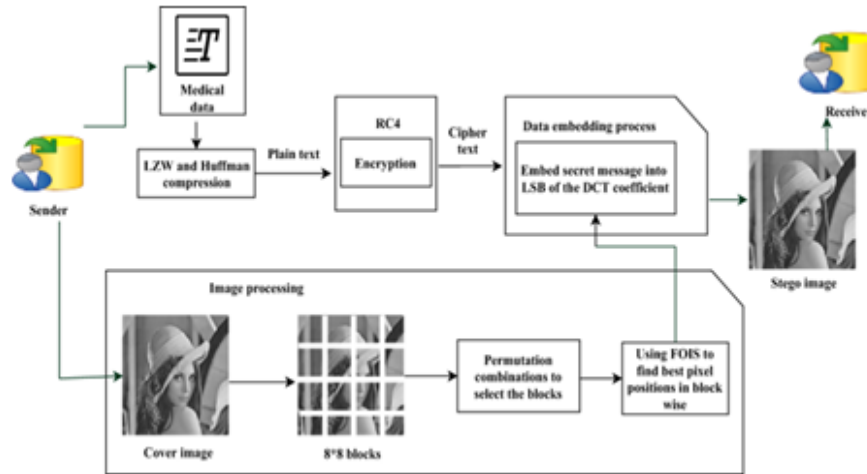 T
Medical
data
LZW and Huffman
compression
Plain text
RC4
Encryption
Cipher
text
Data embedding process
Embed secret message into
LSB of the DCT coefficient
Receive
Sender
Stego image
Image processing
Permutation
combinations to
select the blocks
Using FOIS to
find best pixel
positions in block
wise
Cover image
8*8 blocks